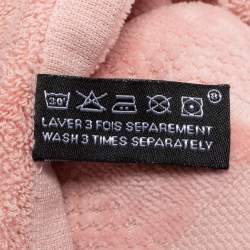 30°
®
LAVER 3 FOIS SEPAREMENT
WASH 3 TIMES SEPARATELY